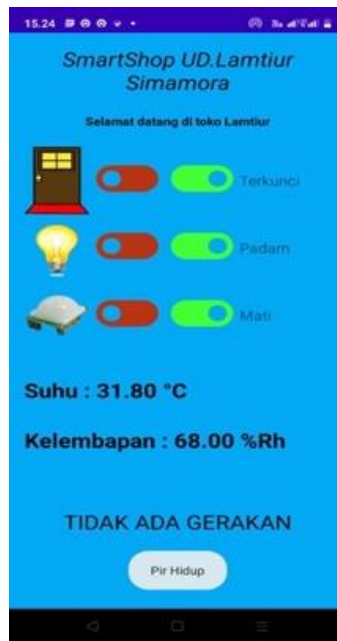 15.24
SmartShop UD.Lamtiur
Simamora
Selamat datang di toko Lamtiur
Terkunci
Padam
Mati
Suhu : 31.80 °C
Kelembapan : 68.00 %Rh
TIDAK ADA GERAKAN
Pir Hidup